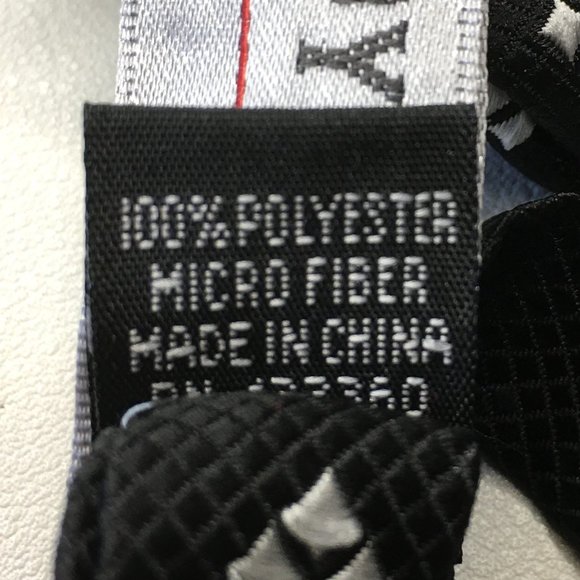 100% POLYESTER
MICRO FIBER
MADE IN CHINA